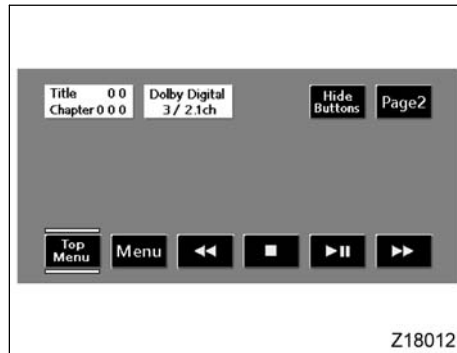 Title 0 0
Chapter 0 0 0
Dolby Digital
3 / 2.1ch
Hide
Buttons
Page2
Top
Menu
Menu
Z18012